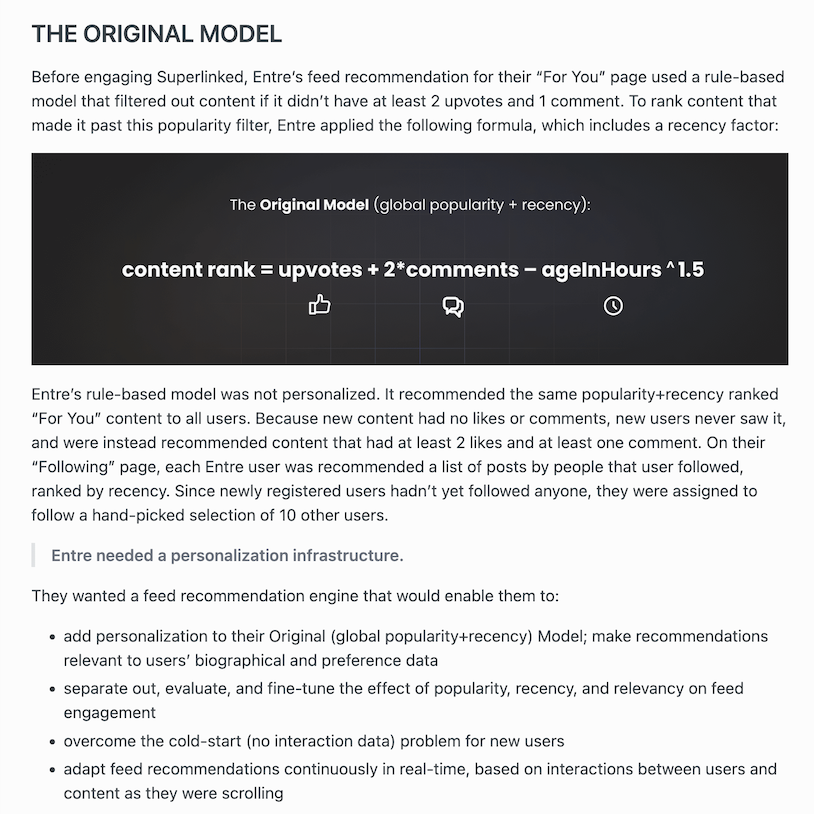 THE ORIGINAL MODEL
Before engaging Superlinked, Entre’s feed recommendation for their “For You” page used a rule-based
model that filtered out content if it didn’t have at least 2 upvotes and 1 comment. To rank content that
made it past this popularity filter, Entre applied the following formula, which includes a recency factor:
The Original Model (global popularity + recency):
content rank = upvotes + 2*comments – ageInHours ^ 1.5
Entre’s rule-based model was not personalized. It recommended the same popularity+recency ranked
“For You” content to all users. Because new content had no likes or comments, new users never saw it,
and were instead recommended content that had at least 2 likes and at least one comment. On their
“Following” page, each Entre user was recommended a list of posts by people that user followed,
ranked by recency. Since newly registered users hadn’t yet followed anyone, they were assigned to
follow a hand-picked selection of 10 other users.
Entre needed a personalization infrastructure.
They wanted a feed recommendation engine that would enable them to:
• add personalization to their Original (global popularity+recency) Model; make recommendations
relevant to users’ biographical and preference data
• separate out, evaluate, and fine-tune the effect of popularity, recency, and relevancy on feed
engagement
• overcome the cold-start (no interaction data) problem for new users
• adapt feed recommendations continuously in real-time, based on interactions between users and
content as they were scrolling